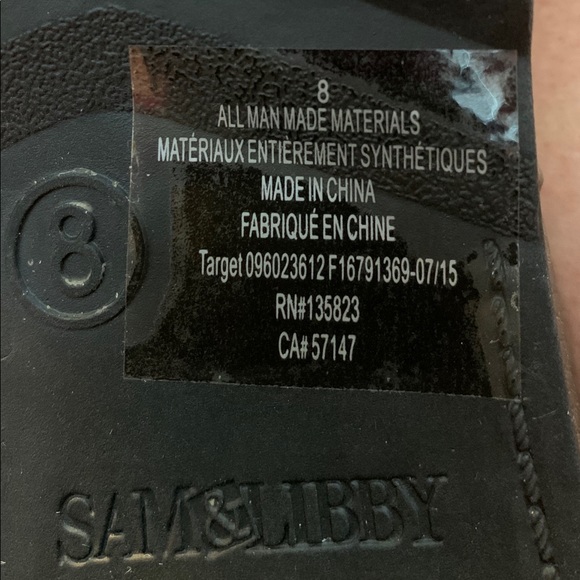 8
ALL MAN MADE MATERIALS
MATÉRIAUX ENTIÈREMENT SYNTHÉTIQUES
MADE IN CHINA
FABRIQUÉ EN CHINE
Target 096023612 F16791369-07/15
RN#135823
CA# 57147
8
SAM&LIBBY